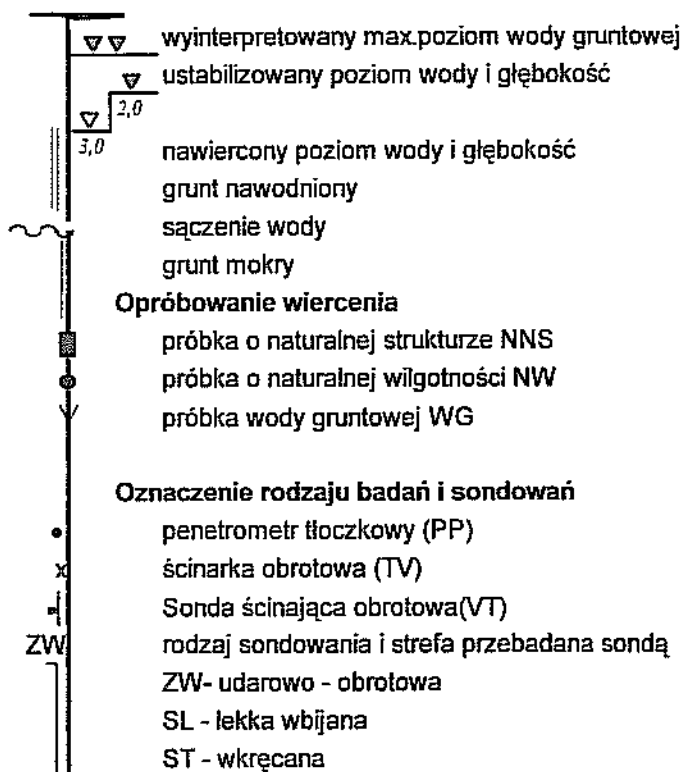 wyinterpretowany max.poziom wody gruntowej
ustabilizowany poziom wody i głębokość
2,0
3,0
nawiercony poziom wody i głębokość
grunt nawodniony
sączenie wody
grunt mokry
Opróbowanie wiercenia
próbka o naturalnej strukturze NNS
próbka o naturalnej wilgotności NW
próbka wody gruntowej WG
Oznaczenie rodzaju badań i sondowań
penetrometr tłoczkowy (PP)
x ścinarka obrotowa (TV)
Sonda ścinająca obrotowa(VT)
ZW rodzaj sondowania i strefa przebadana sondą
ZW- udarowo - obrotowa
SL - lekka wbijana
ST - wkręcana